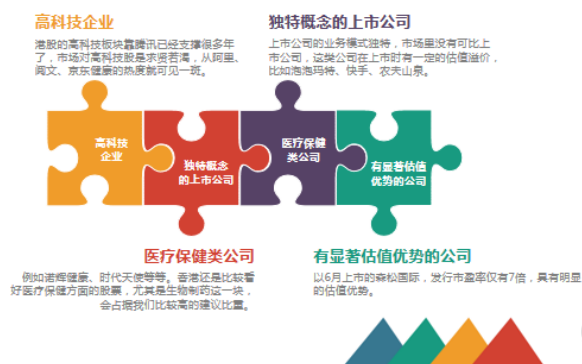 高科技企业
港股的高科技板块靠腾讯已经支撑很多年
了，市场对高科技股是求贤若渴，从阿里、
阅文、京东健康的热度就可见一斑。
独特概念的上市公司
上市公司的业务模式独特，市场里没有可比上
市公司，这类公司在上市时有一定的估值溢价，
比如泡泡玛特、快手、农夫山泉。
高科技
企业
独特概念
的上市公司
医疗保健
类公司
有显著估值
优势的公司
医疗保健类公司
例如诺辉健康、时代天使等等。香港还是比较看
好医疗保健方面的股票，尤其是生物制药这一块，
会占据我们比较高的建议比重。
有显著估值优势的公司
以6月上市的森松国际，发行市盈率仅有7倍，具有明显
的估值优势。